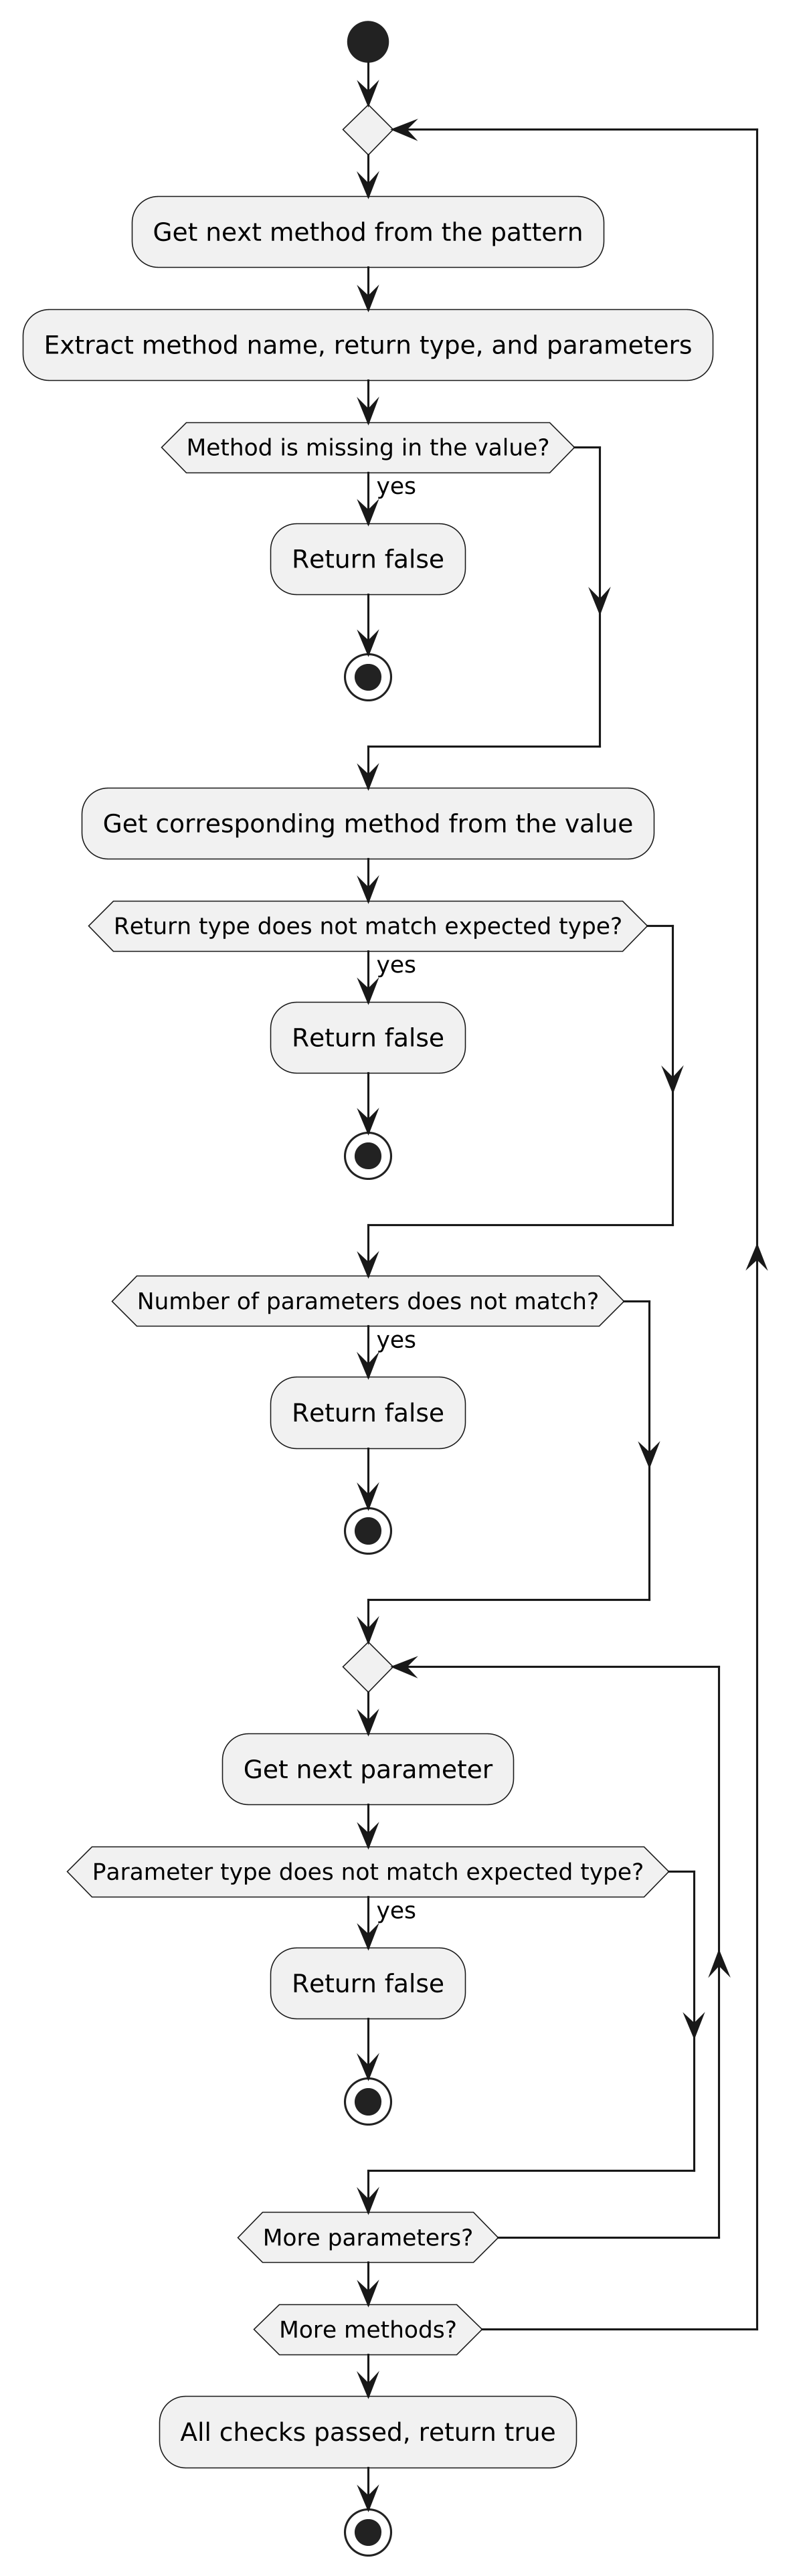 Get next method from the pattern
Extract method name, return type, and parameters
Method is missing in the value?
yes
Return false
Get corresponding method from the value
Return type does not match expected type?
yes
Return false
Number of parameters does not match?
yes
Return false
Get next parameter
Parameter type does not match expected type?
yes
Return false
More parameters?
More methods?
All checks passed, return true